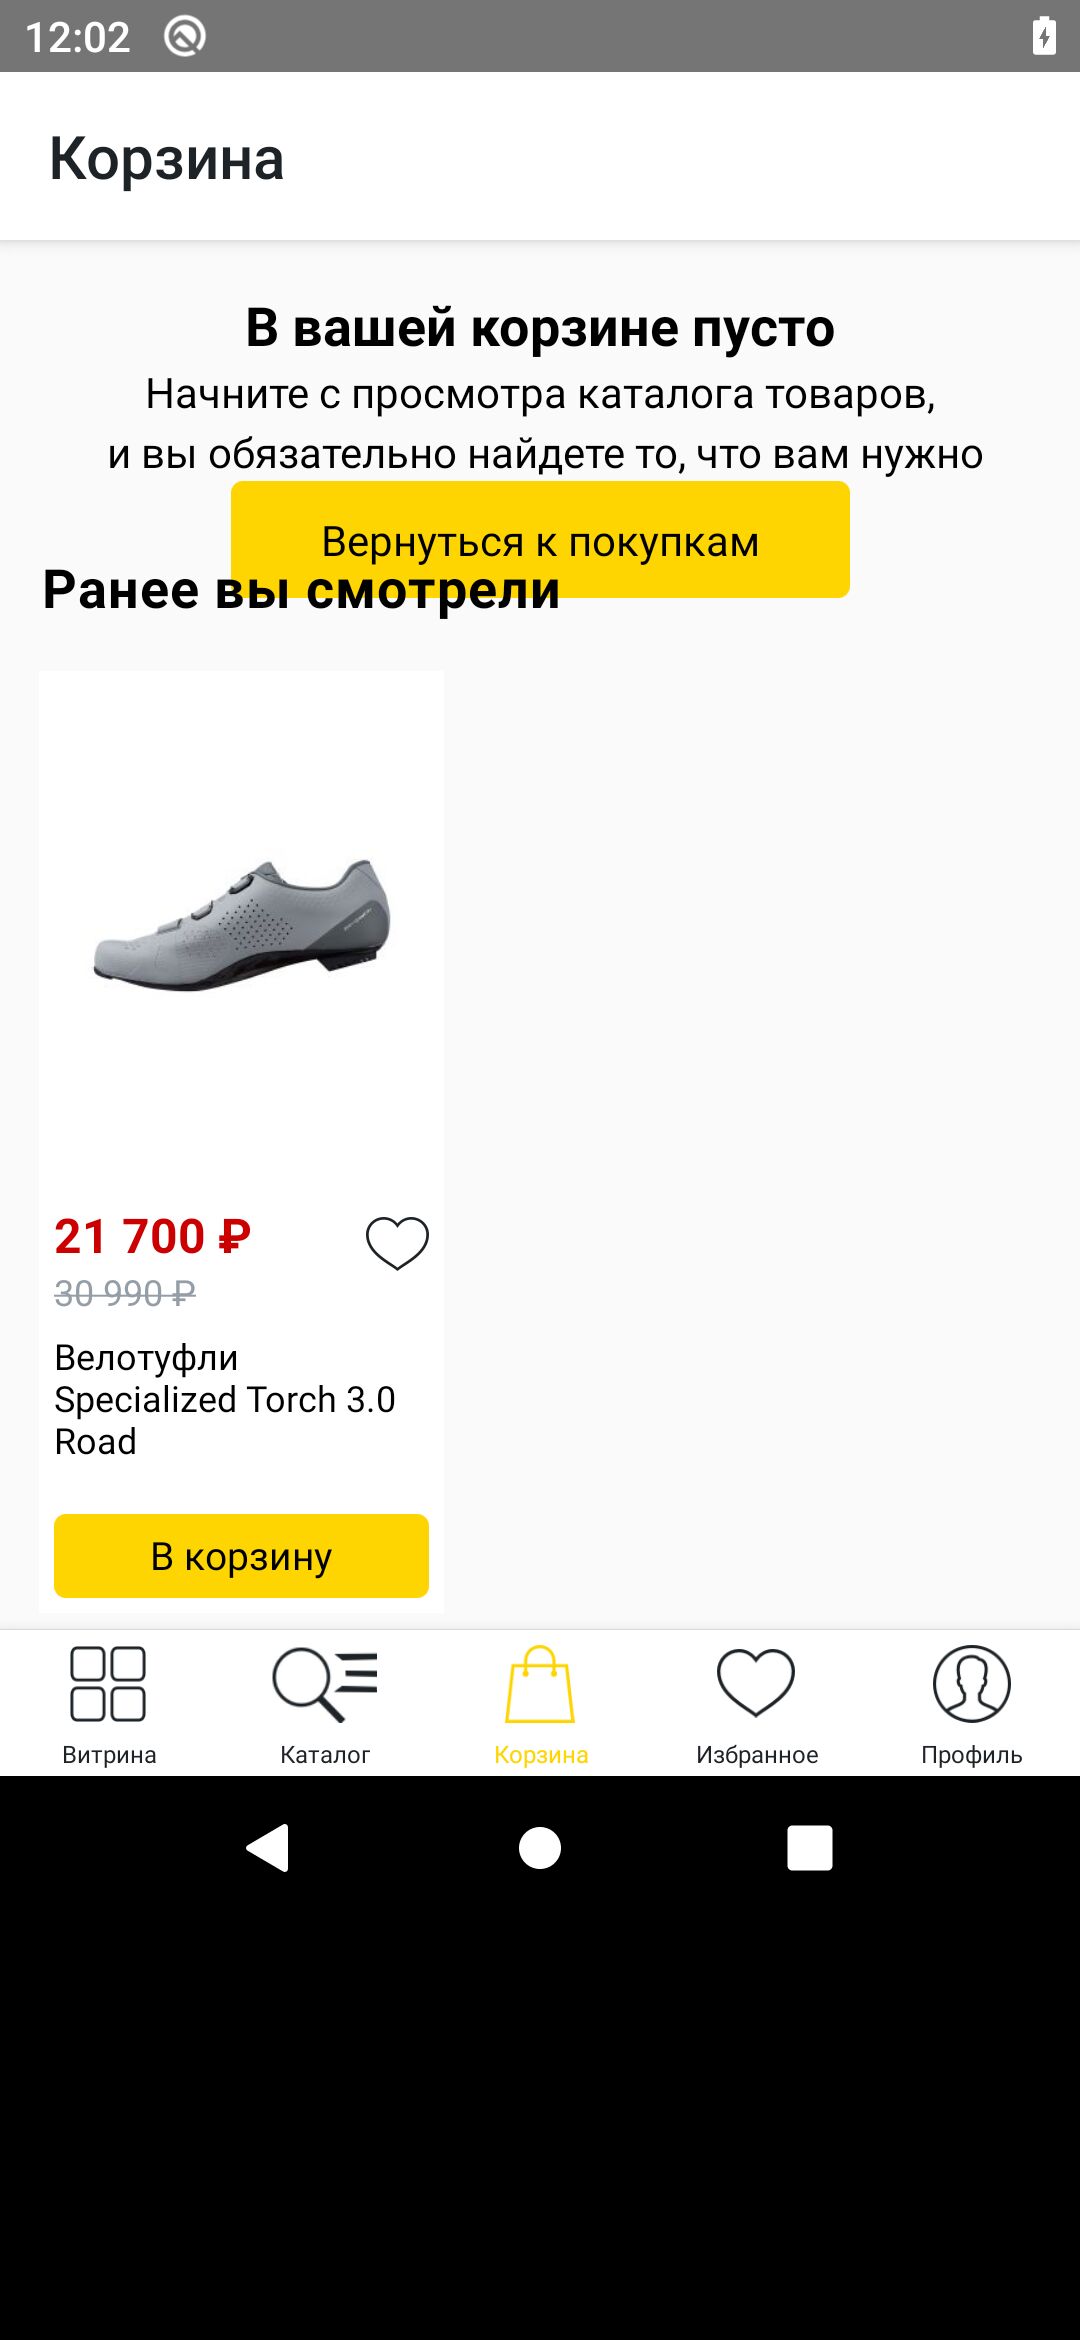 12:02
Корзина
В вашей корзине пусто
Начните с просмотра каталога товаров,
и вы обязательно найдете то, что вам нужно
Вернуться к покупкам
Ранее вы смотрели
21 700 ₽
30 990 ₽
Велотуфли
Specialized Torch 3.0
Road
В корзину
Витрина
Каталог
Корзина
Избранное
Профиль